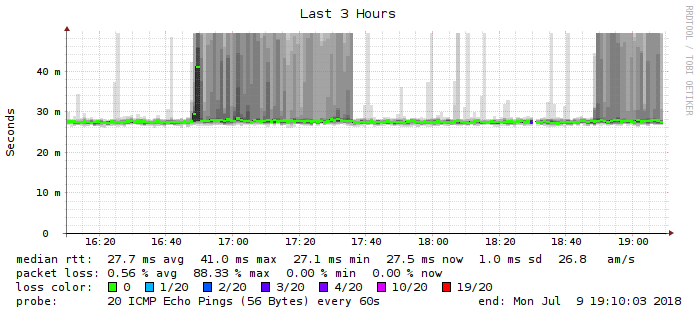 Last 3 Hours
RRDTOOL / TOBI OETIKER
Seconds
40 m
30 m
20 m
10 m
0
16:20 16:40 17:00 17:20 17:40 18:00 18:20 18:40 19:00
median rtt: 27.7 ms avg 41.0 ms max 27.1 ms min 27.5 ms now 1.0 ms sd 26.8 am/s
packet loss: 0.56 % avg 88.33 % max 0.00 % min 0.00 % now
loss color: 0 1/20 2/20 3/20 4/20 10/20 19/20
probe: 20 ICMP Echo Pings (56 Bytes) every 60s end: Mon Jul 9 19:10:03 2018